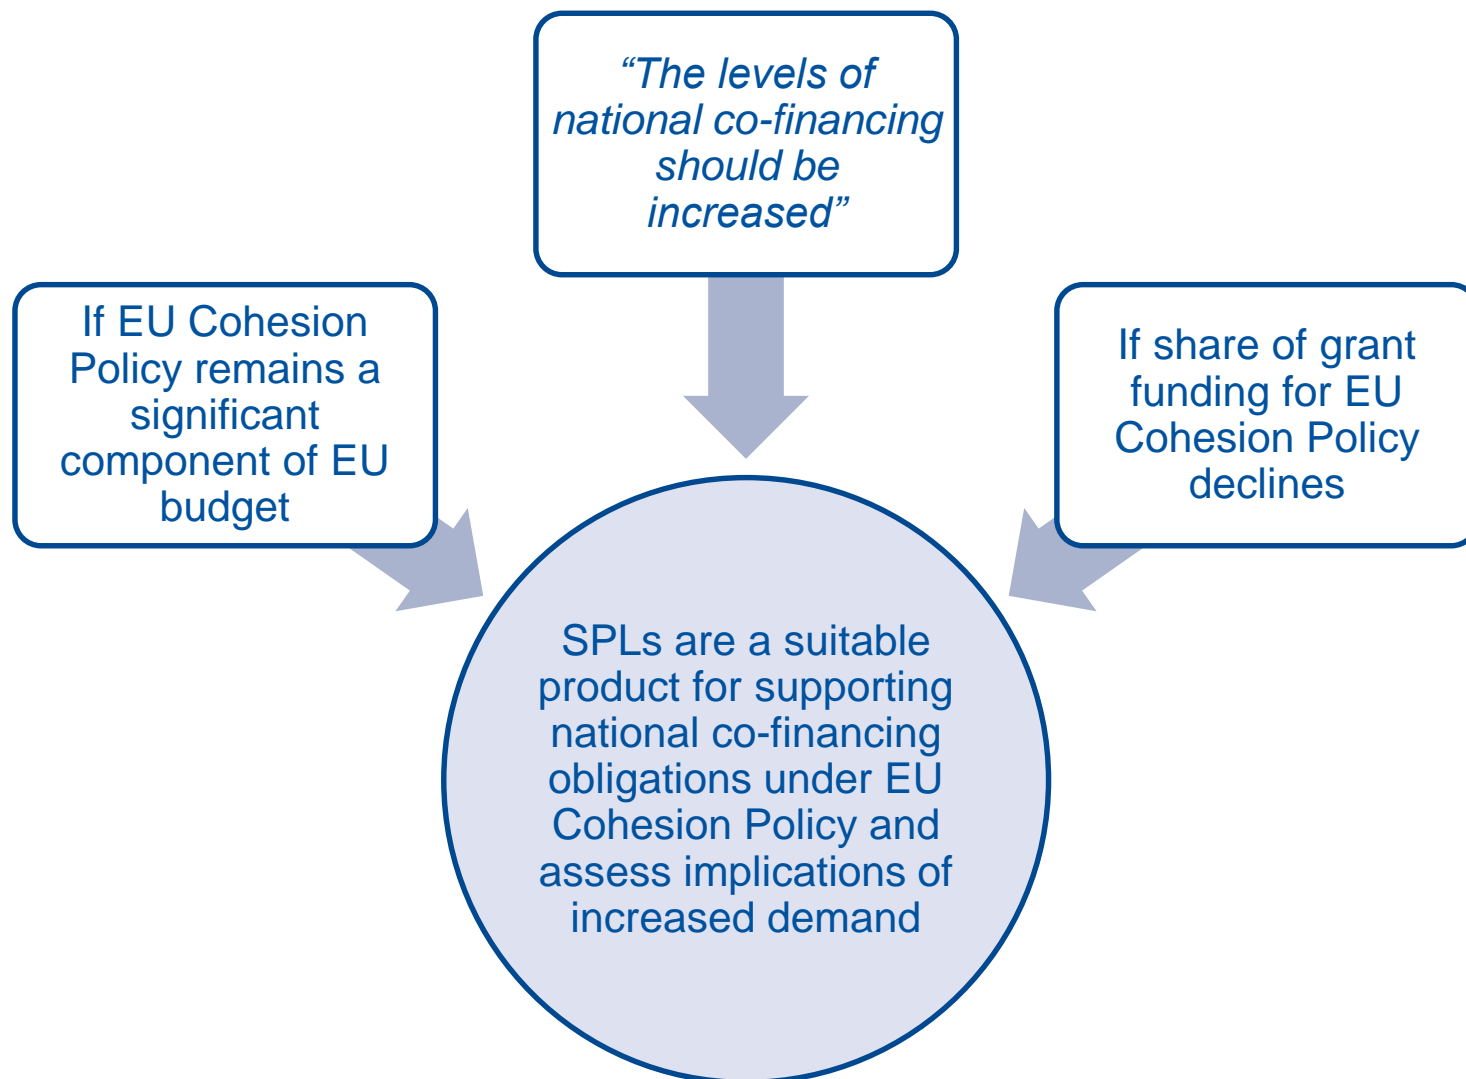 “The levels of
national co-financing
should be
increased”
If EU Cohesion
Policy remains a
significant
component of EU
budget
If share of grant
funding for EU
Cohesion Policy
declines
SPLs are a suitable
product for supporting
national co-financing
obligations under EU
Cohesion Policy and
assess implications of
increased demand